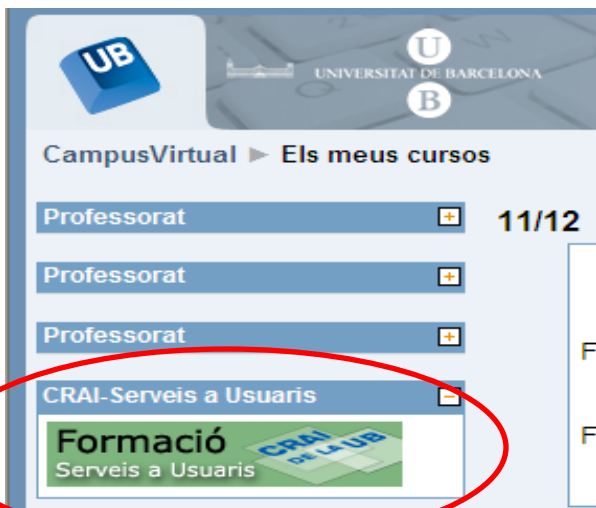 UB
U
UNIVERSITAT DE BARCELONA
B
CampusVirtual ► Els meus cursos
Professorat
11/12
Professorat
Professorat
F
CRAI-Serveis a Usuaris
Formació
Serveis a Usuaris
CRAI
DE LA UB
F